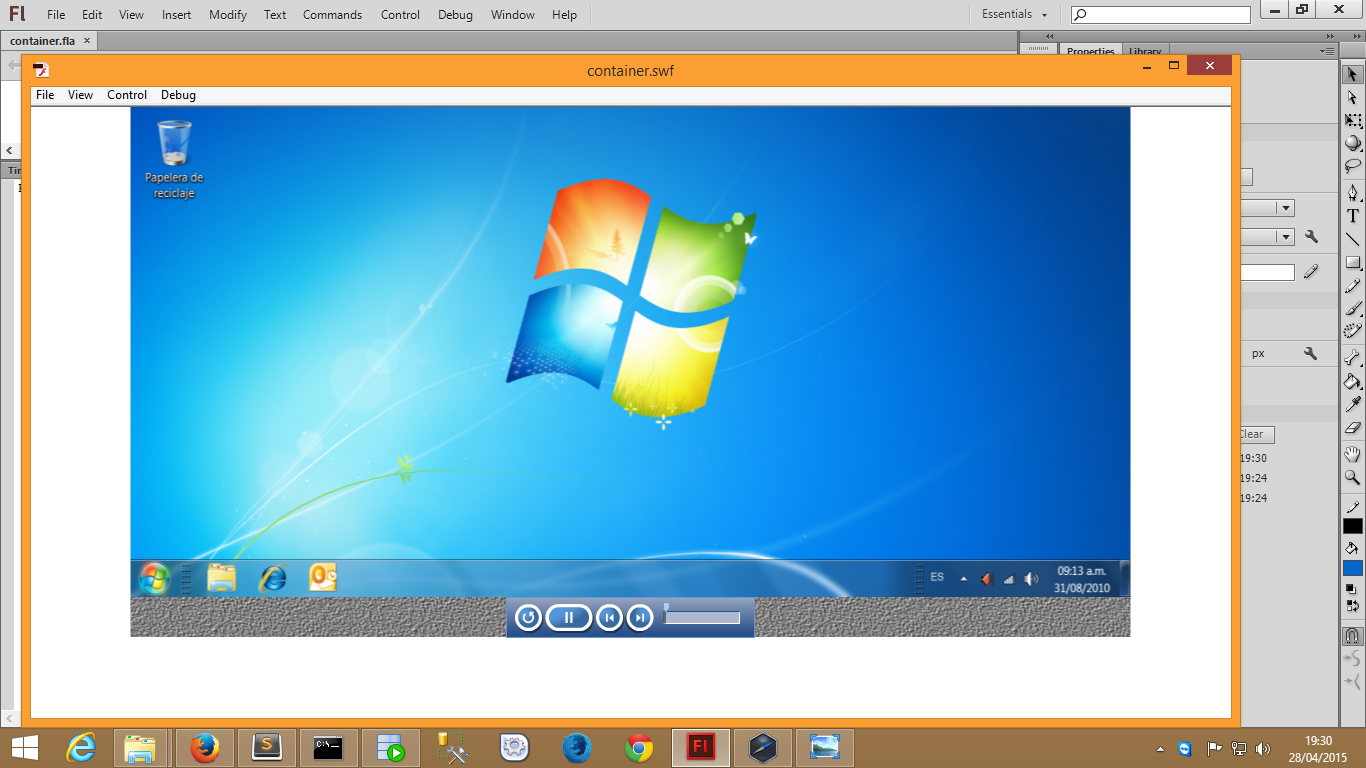 Fl File Edit View Insert Modify Text Commands Control Debug Window Help Essentials
container.fla
Properties Library
container.swf
File View Control Debug
Papelera de
reciclaje
px
Clear
19:30
19:24
19:24
ES
09:13 a.m.
31/08/2010
C:\
Fl
19:30
28/04/2015